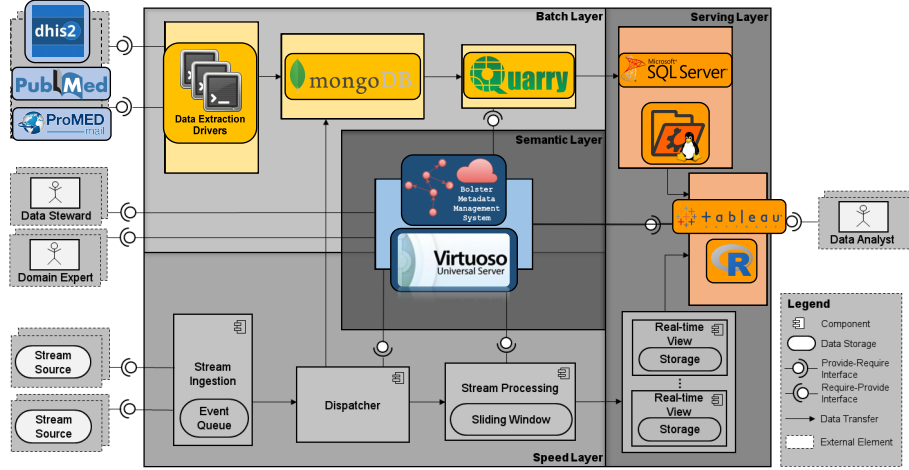 Batch Layer
Serving Layer
dhis2
PubMed
ProMED
mail
Data Extraction
Drivers
mongoDB
Quarry
Microsoft®
SQL Server
Semantic Layer
Bolster
Metadata
Management
System
Virtuoso
Universal Server
Data Steward
Domain Expert
+ableau
R
Data Analyst
Stream
Source
Stream
Source
Stream
Ingestion
Event
Queue
Dispatcher
Stream Processing
Sliding Window
Real-time
View
Storage
Real-time
View
Storage
Speed Layer
Legend
Component
Data Storage
Provide-Require
Interface
Require-Provide
Interface
Data Transfer
External Element